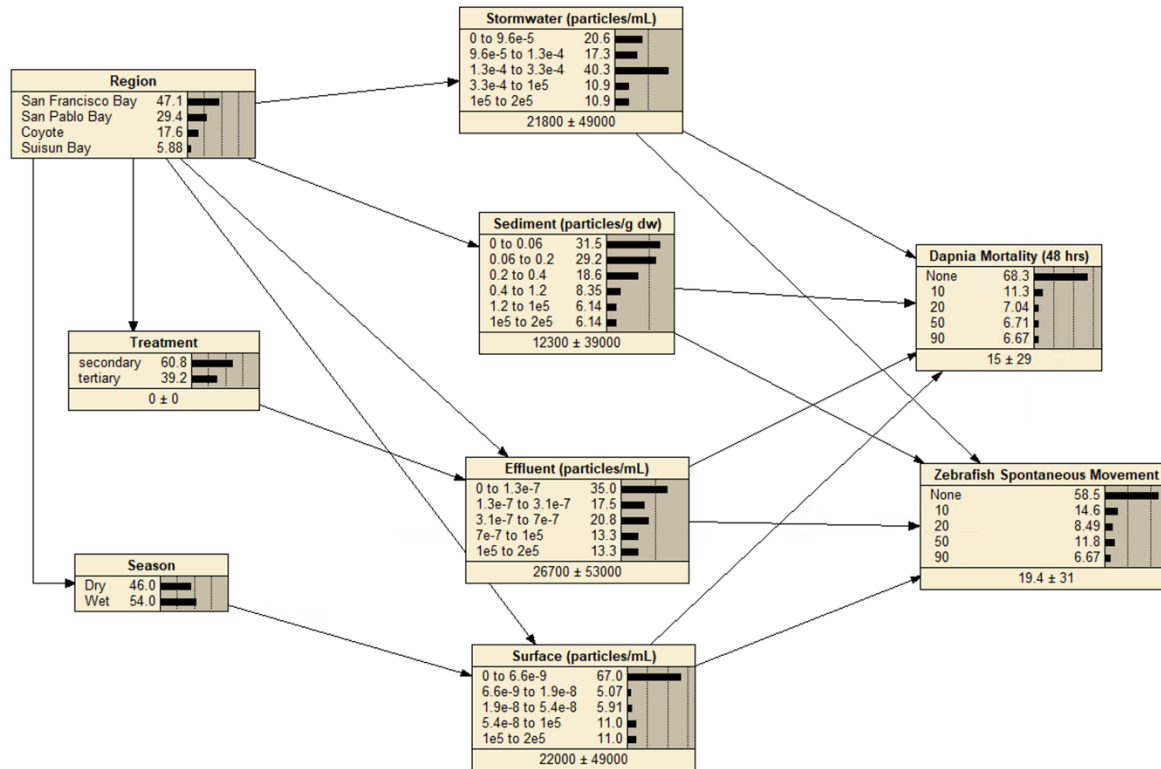 Stormwater (particles/mL)
0 to 9.6e-5 20.6
9.6e-5 to 1.3e-4 17.3
1.3e-4 to 3.3e-4 40.3
3.3e-4 to 1e5 10.9
1e5 to 2e5 10.9
21800 ± 49000
Region
San Francisco Bay 47.1
San Pablo Bay 29.4
Coyote 17.6
Suisun Bay 5.88
Sediment (particles/g dw)
0 to 0.06 31.5
0.06 to 0.2 29.2
0.2 to 0.4 18.6
0.4 to 1.2 8.35
1.2 to 1e5 6.14
1e5 to 2e5 6.14
12300 ± 39000
Dapnia Mortality (48 hrs)
None 68.3
10 11.3
20 7.04
50 6.71
90 6.67
15 ± 29
Treatment
secondary 60.8
tertiary 39.2
0 ± 0
Effluent (particles/mL)
0 to 1.3e-7 35.0
1.3e-7 to 3.1e-7 17.5
3.1e-7 to 7e-7 20.8
7e-7 to 1e5 13.3
1e5 to 2e5 13.3
26700 ± 53000
Zebrafish Spontaneous Movement
None 58.5
10 14.6
20 8.49
50 11.8
90 6.67
19.4 ± 31
Season
Dry 46.0
Wet 54.0
Surface (particles/mL)
0 to 6.6e-9 67.0
6.6e-9 to 1.9e-8 5.07
1.9e-8 to 5.4e-8 5.91
5.4e-8 to 1e5 11.0
1e5 to 2e5 11.0
22000 ± 49000